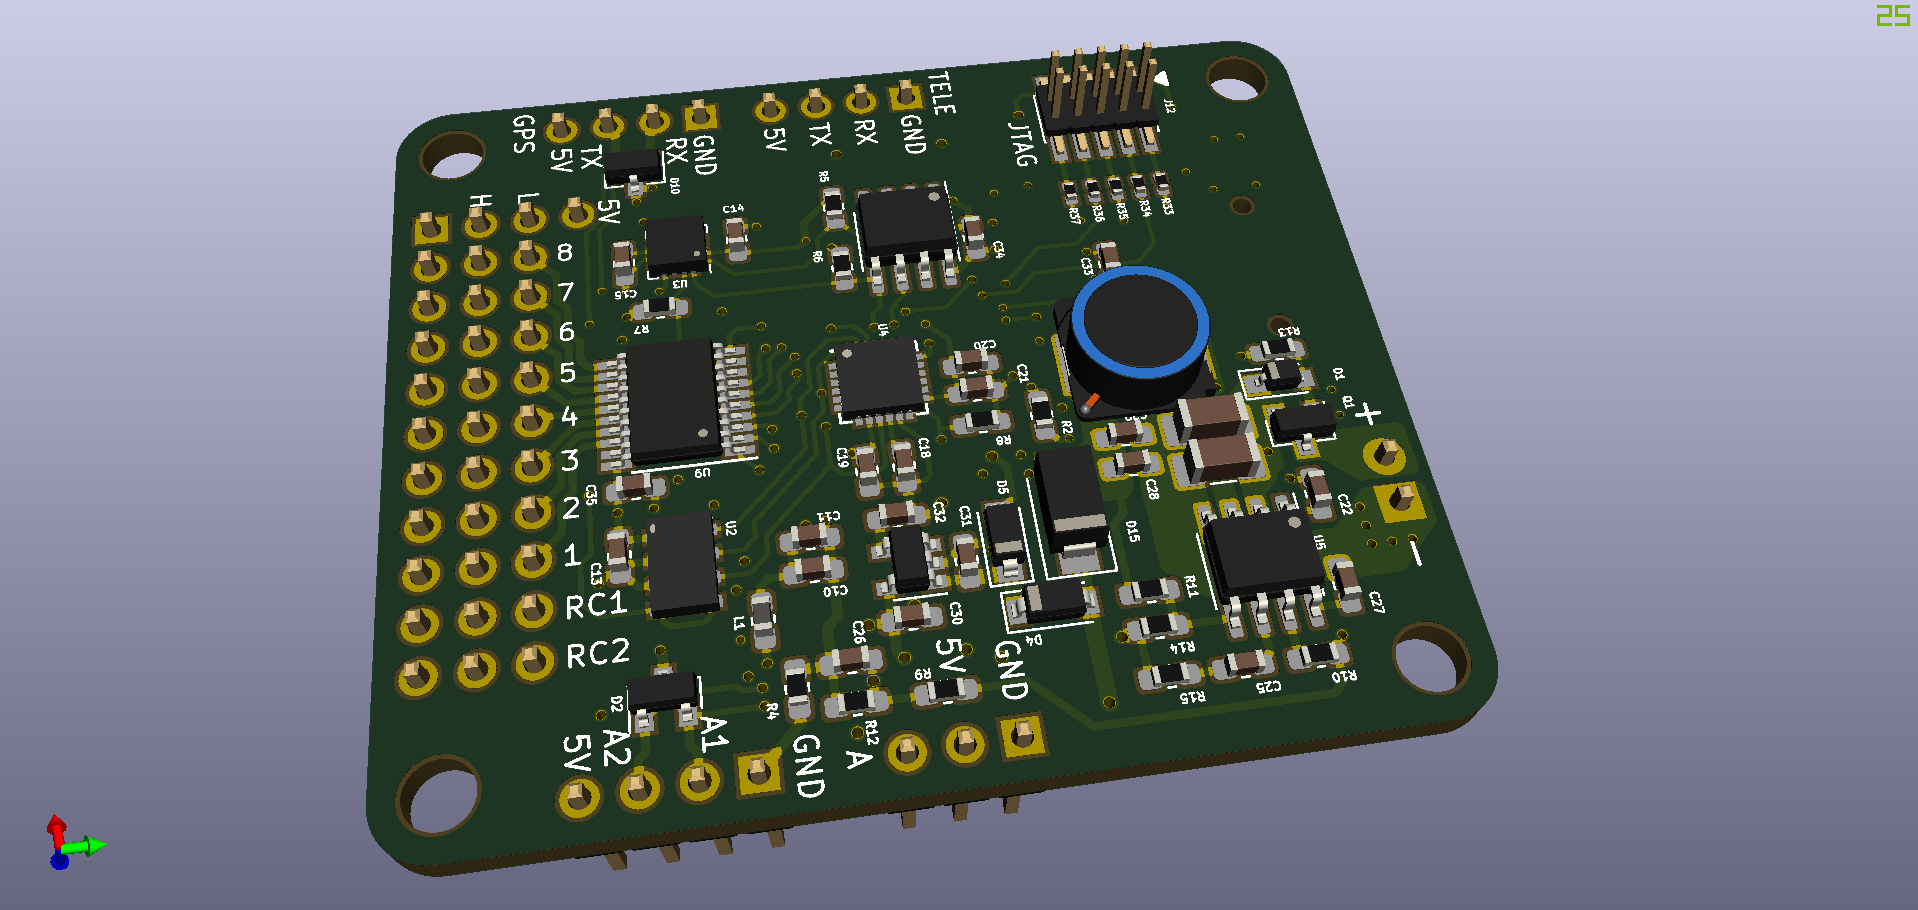 25
TELE
GPS
5V
TX
RX
GND
5V
TX
RX
GND
JTAG
J12
D10
H
L
5V
8
7
6
5
4
3
2
1
RC1
RC2
C14
C15
U3
R7
R5
R6
C34
R37
R36
R35
R34
R33
C33
U4
C20
C21
R2
R8
R13
D1
Q1
+
C19
C18
U9
C35
U2
C13
C11
C10
C32
C31
D5
D15
C28
C22
U5
C27
–
L1
C30
D4
R11
R14
R15
C25
R10
C26
R9
R4
R12
D2
5V
GND
5V
A2
A1
GND
A